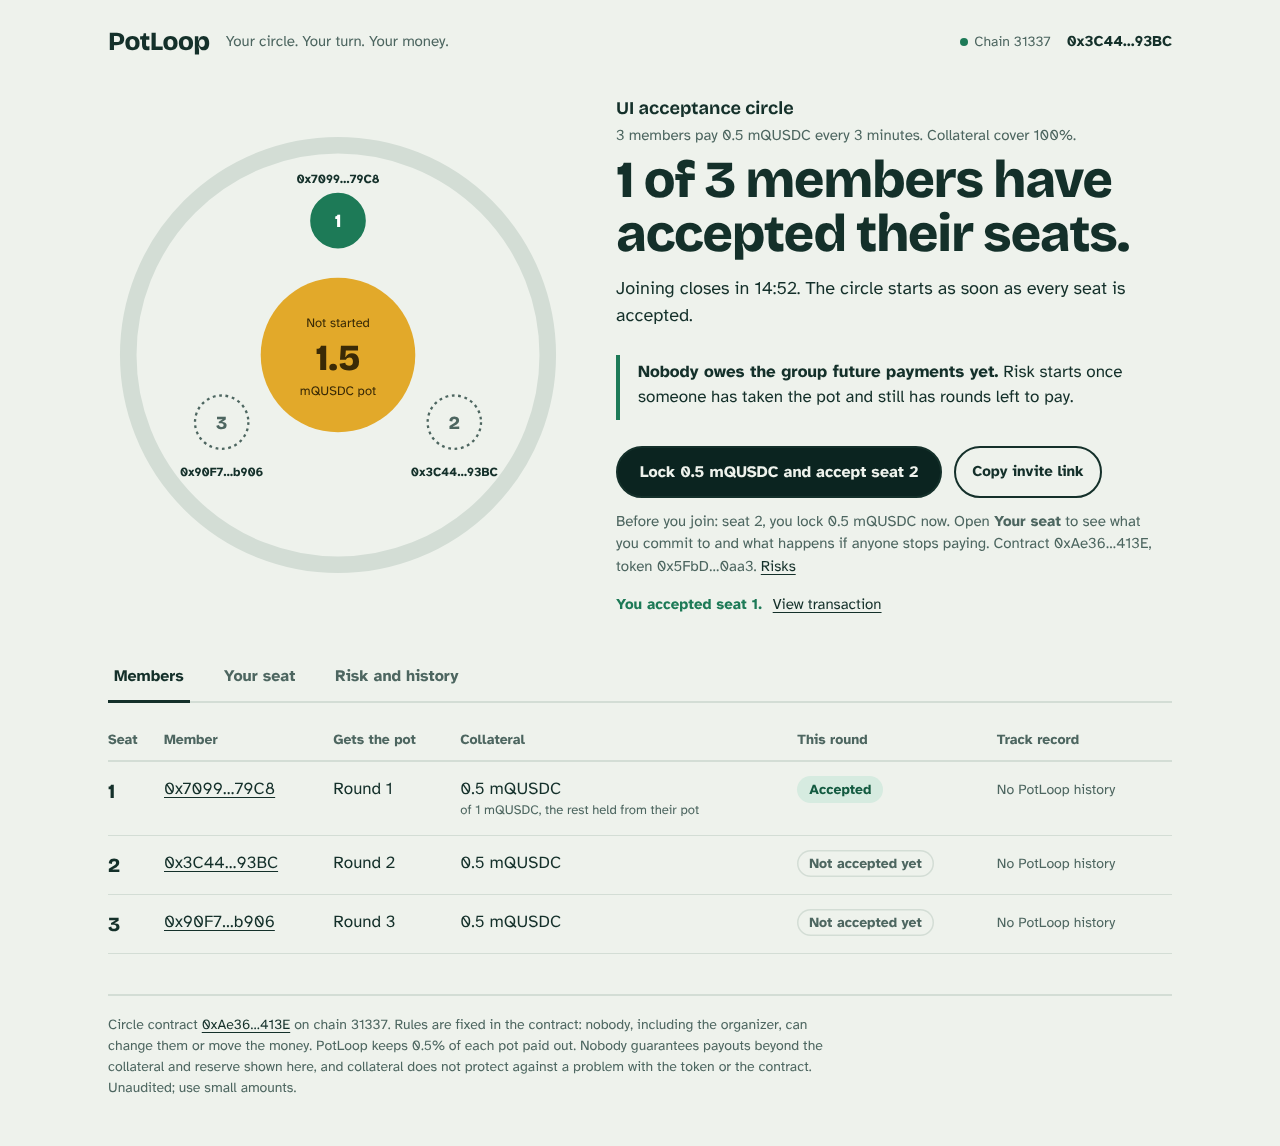 PotLoop
Your circle. Your turn. Your money.
Chain 31337
0x3C44…93BC
0x7099…79C8
1
Not started
1.5
mQUSDC pot
3
2
0x90F7…b906
0x3C44…93BC
UI acceptance circle
3 members pay 0.5 mQUSDC every 3 minutes. Collateral cover 100%.
1 of 3 members have
accepted their seats.
Joining closes in 14:52. The circle starts as soon as every seat is
accepted.
Nobody owes the group future payments yet. Risk starts once
someone has taken the pot and still has rounds left to pay.
Lock 0.5 mQUSDC and accept seat 2
Copy invite link
Before you join: seat 2, you lock 0.5 mQUSDC now. Open Your seat to see what
you commit to and what happens if anyone stops paying. Contract 0xAe36…413E,
token 0x5FbD…0aa3. Risks
You accepted seat 1. View transaction
Members
Your seat
Risk and history
Seat Member Gets the pot Collateral This round Track record
1 0x7099…79C8 Round 1 0.5 mQUSDC Accepted No PotLoop history
of 1 mQUSDC, the rest held from their pot
2 0x3C44…93BC Round 2 0.5 mQUSDC Not accepted yet No PotLoop history
3 0x90F7…b906 Round 3 0.5 mQUSDC Not accepted yet No PotLoop history
Circle contract 0xAe36…413E on chain 31337. Rules are fixed in the contract: nobody, including the organizer, can
change them or move the money. PotLoop keeps 0.5% of each pot paid out. Nobody guarantees payouts beyond the
collateral and reserve shown here, and collateral does not protect against a problem with the token or the contract.
Unaudited; use small amounts.